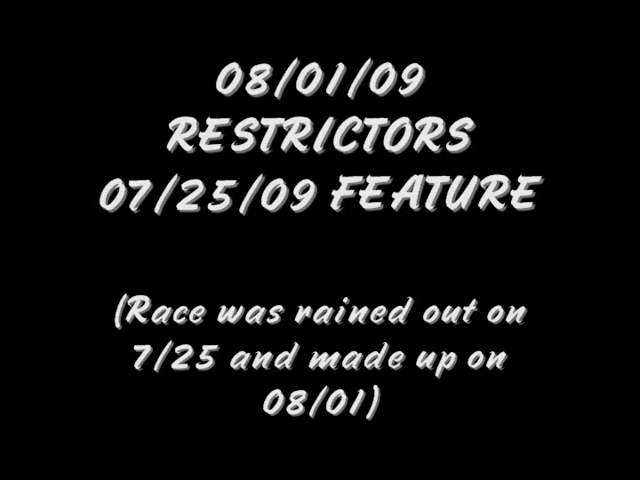 08/01/09
RESTRICTORS
07/25/09 FEATURE
(Race was rained out on
7/25 and made up on
08/01)